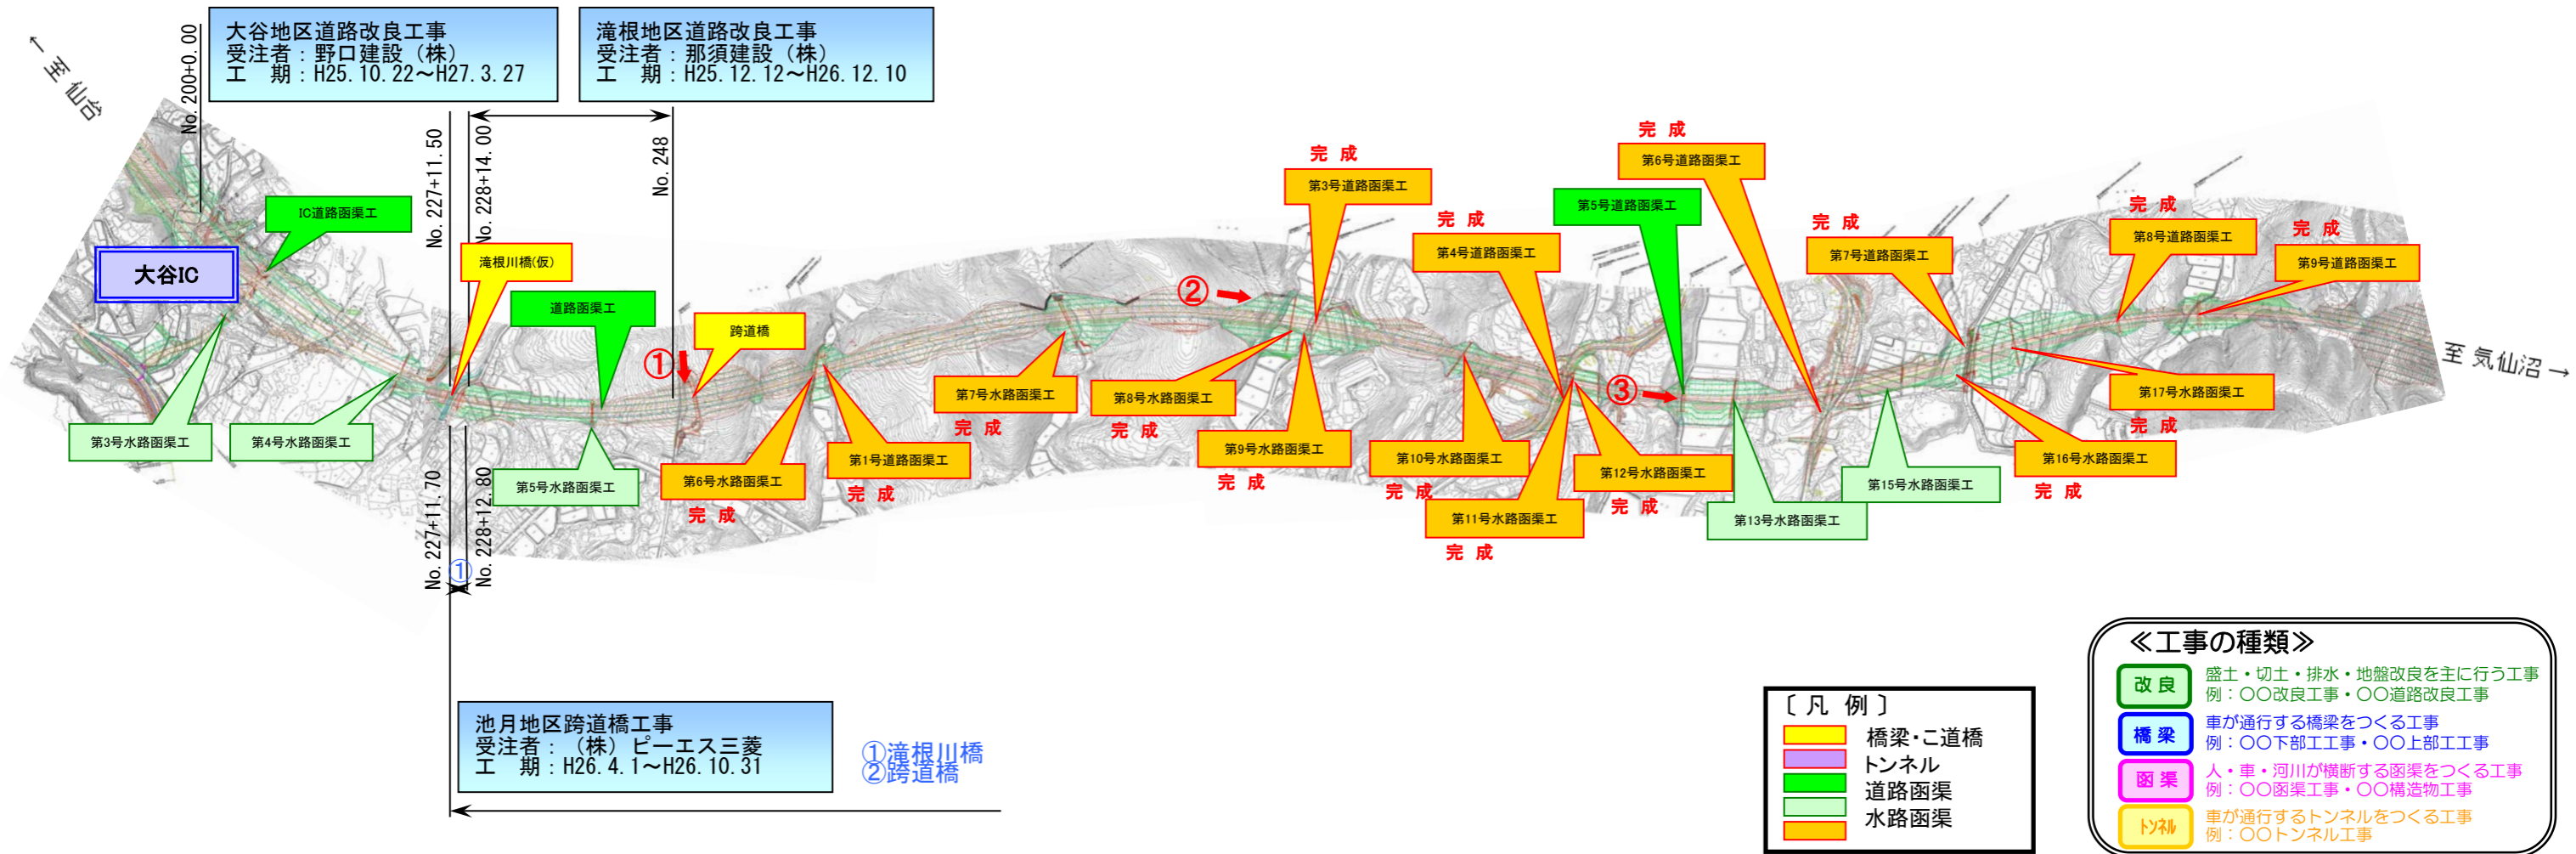 ← 至 仙台
No. 200+0.00
大谷地区道路改良工事
受注者：野口建設（株）
工　期：H25.10.22～H27.3.27
滝根地区道路改良工事
受注者：那須建設（株）
工　期：H25.12.12～H26.12.10
No. 227+11.50
No. 228+14.00
No. 248
大谷IC
IC道路函渠工
滝根川橋(仮)
道路函渠工
跨道橋
①
②
③
完 成
第3号道路函渠工
完 成
第4号道路函渠工
第5号道路函渠工
完 成
第6号道路函渠工
完 成
第7号道路函渠工
完 成
第8号道路函渠工
完 成
第9号道路函渠工
至 気仙沼 →
第3号水路函渠工
第4号水路函渠工
第5号水路函渠工
第6号水路函渠工
完 成
第1号道路函渠工
完 成
第7号水路函渠工
完 成
第8号水路函渠工
完 成
第9号水路函渠工
完 成
第10号水路函渠工
完 成
第11号水路函渠工
完 成
第12号水路函渠工
完 成
第13号水路函渠工
第15号水路函渠工
第16号水路函渠工
完 成
第17号水路函渠工
完 成
No. 227+11.70
①
No. 228+12.80
池月地区跨道橋工事
受注者：（株）ピーエス三菱
工　期：H26.4.1～H26.10.31
①滝根川橋
②跨道橋
〔 凡 例 〕
橋梁・こ道橋
トンネル
道路函渠
水路函渠
≪工事の種類≫
改 良
盛土・切土・排水・地盤改良を主に行う工事
例：〇〇改良工事・〇〇道路改良工事
橋 梁
車が通行する橋梁をつくる工事
例：〇〇下部工工事・〇〇上部工工事
函 渠
人・車・河川が横断する函渠をつくる工事
例：〇〇函渠工事・〇〇構造物工事
トンネル
車が通行するトンネルをつくる工事
例：〇〇トンネル工事